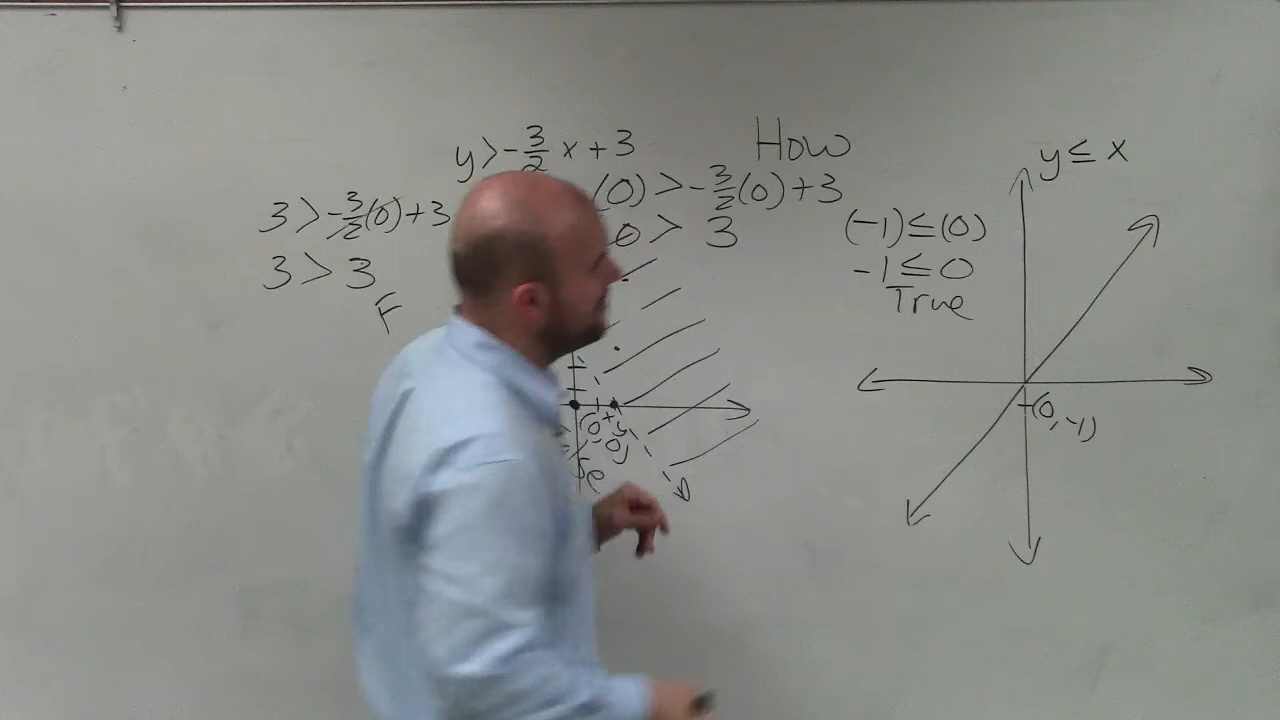 y > -3/2 x + 3
How
3 > -3/2(0) + 3
(0) > -3/2(0) + 3
3 > 3
0 > 3
F
y ≤ x
(-1) ≤ (0)
-1 ≤ 0
True
(0, -1)